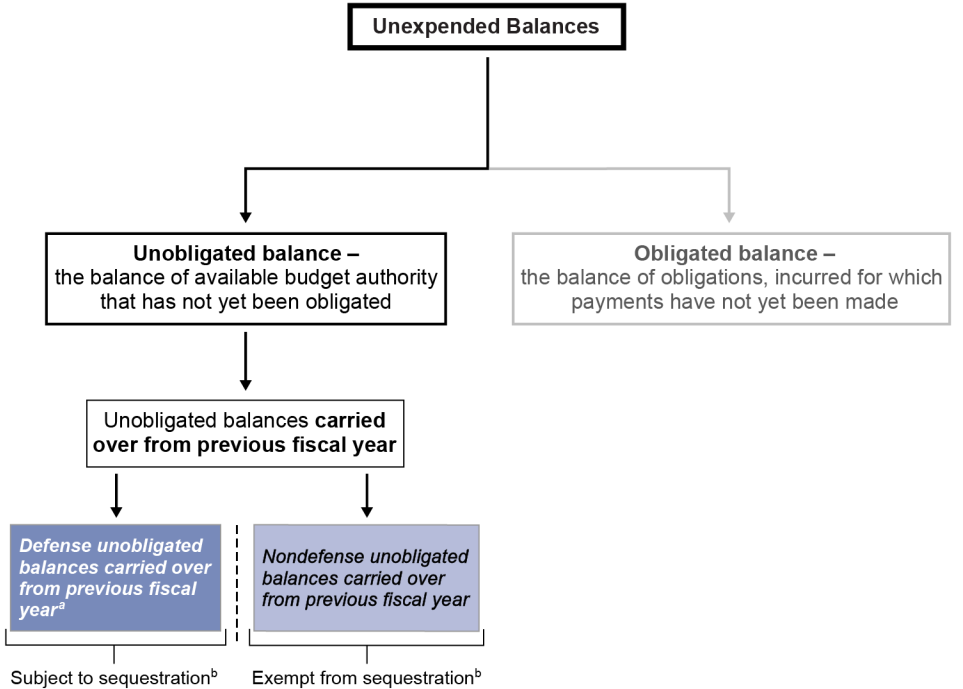 Unexpended Balances
Unobligated balance –
the balance of available budget authority
that has not yet been obligated
Obligated balance –
the balance of obligations, incurred for which
payments have not yet been made
Unobligated balances carried
over from previous fiscal year
Defense unobligated
balances carried over
from previous fiscal
yearᵃ
Nondefense unobligated
balances carried over
from previous fiscal year
Subject to sequestrationᵇ
Exempt from sequestrationᵇ